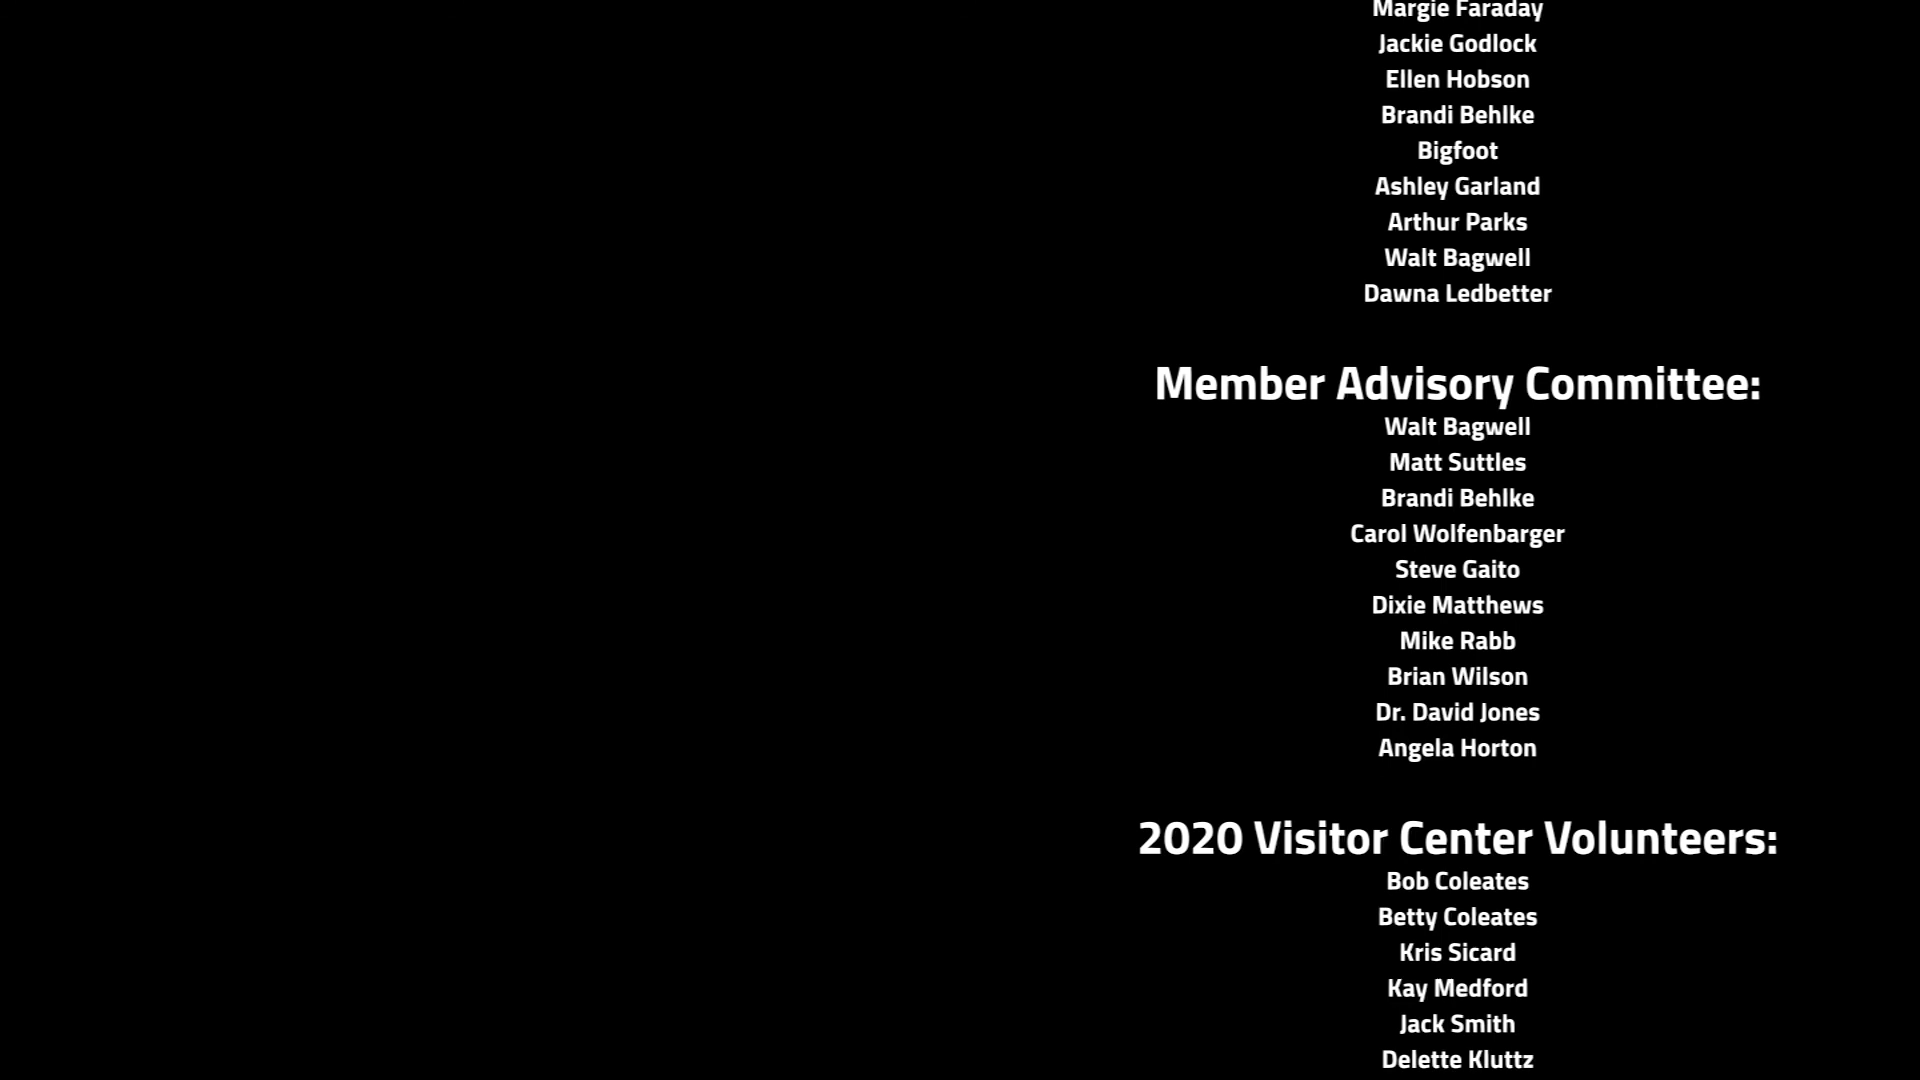 Margie Faraday
Jackie Godlock
Ellen Hobson
Brandi Behlke
Bigfoot
Ashley Garland
Arthur Parks
Walt Bagwell
Dawna Ledbetter
Member Advisory Committee:
Walt Bagwell
Matt Suttles
Brandi Behlke
Carol Wolfenbarger
Steve Gaito
Dixie Matthews
Mike Rabb
Brian Wilson
Dr. David Jones
Angela Horton
2020 Visitor Center Volunteers:
Bob Coleates
Betty Coleates
Kris Sicard
Kay Medford
Jack Smith
Delette Kluttz